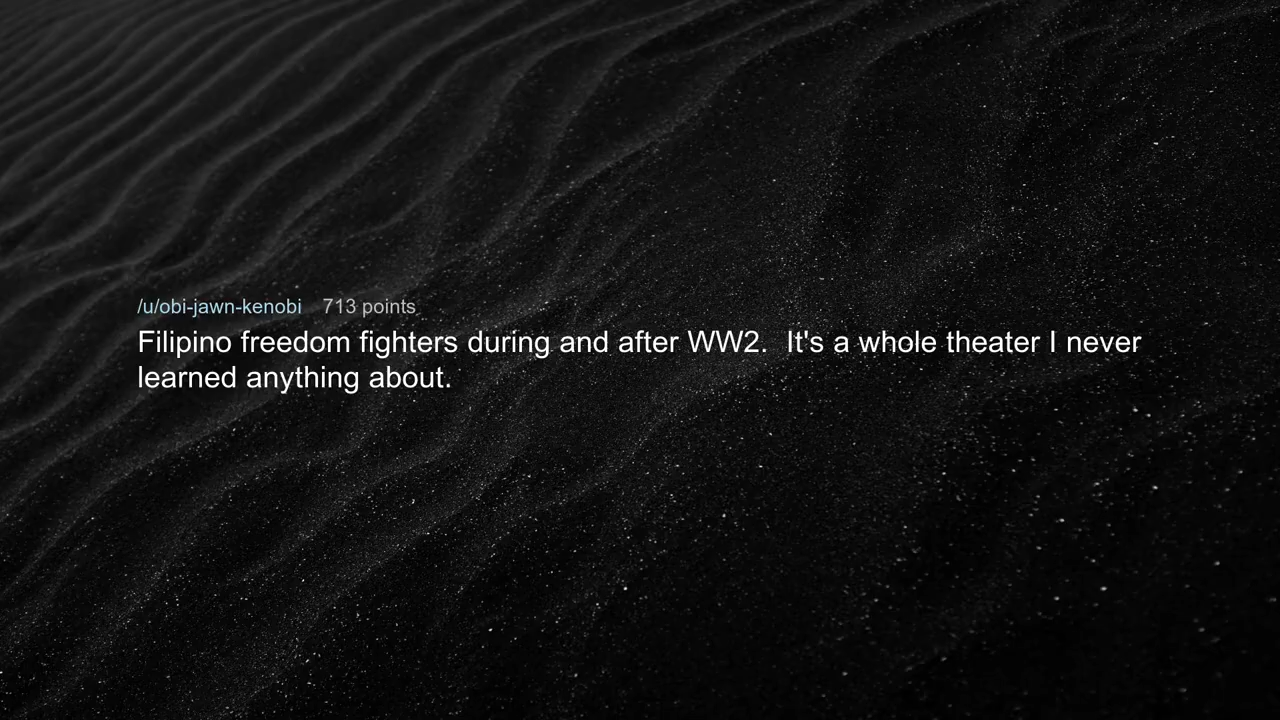 /u/obi-jawn-kenobi 713 points
Filipino freedom fighters during and after WW2.  It's a whole theater I never
learned anything about.